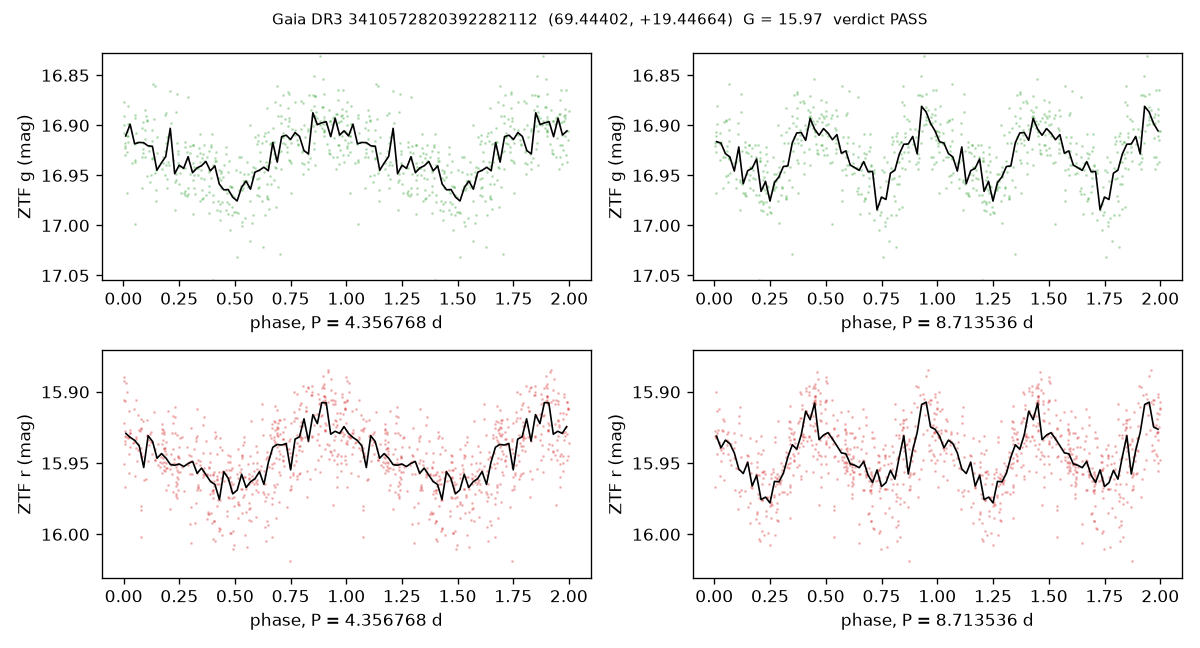 Gaia DR3 3410572820392282112  (69.44402, +19.44664)  G = 15.97  verdict PASS
ZTF g (mag)
16.85
16.90
16.95
17.00
17.05
0.00 0.25 0.50 0.75 1.00 1.25 1.50 1.75 2.00
phase, P = 4.356768 d
ZTF g (mag)
16.85
16.90
16.95
17.00
17.05
0.00 0.25 0.50 0.75 1.00 1.25 1.50 1.75 2.00
phase, P = 8.713536 d
ZTF r (mag)
15.90
15.95
16.00
0.00 0.25 0.50 0.75 1.00 1.25 1.50 1.75 2.00
phase, P = 4.356768 d
ZTF r (mag)
15.90
15.95
16.00
0.00 0.25 0.50 0.75 1.00 1.25 1.50 1.75 2.00
phase, P = 8.713536 d